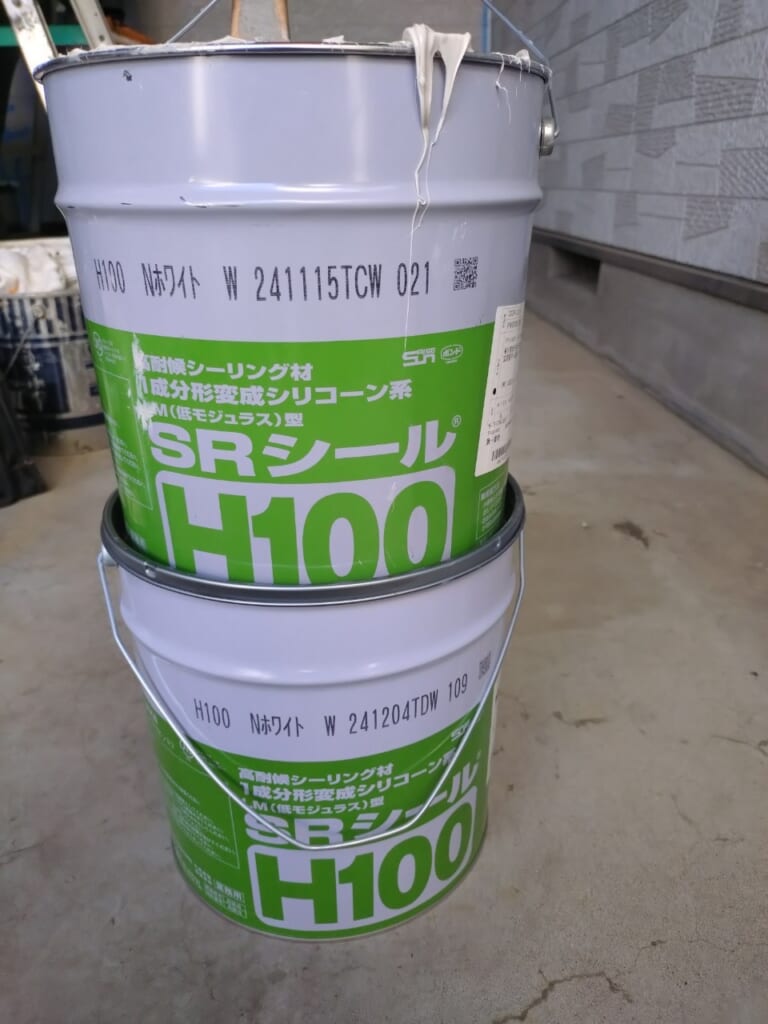 H100 Nホワイト W 241115TCW 021
高耐候シーリング材
1成分形変成シリコーン系
LM(低モジュラス)型
SRシール®
H100
H100 Nホワイト W 241204TDW 109
高耐候シーリング材
1成分形変成シリコーン系
LM(低モジュラス)型
SRシール
H100